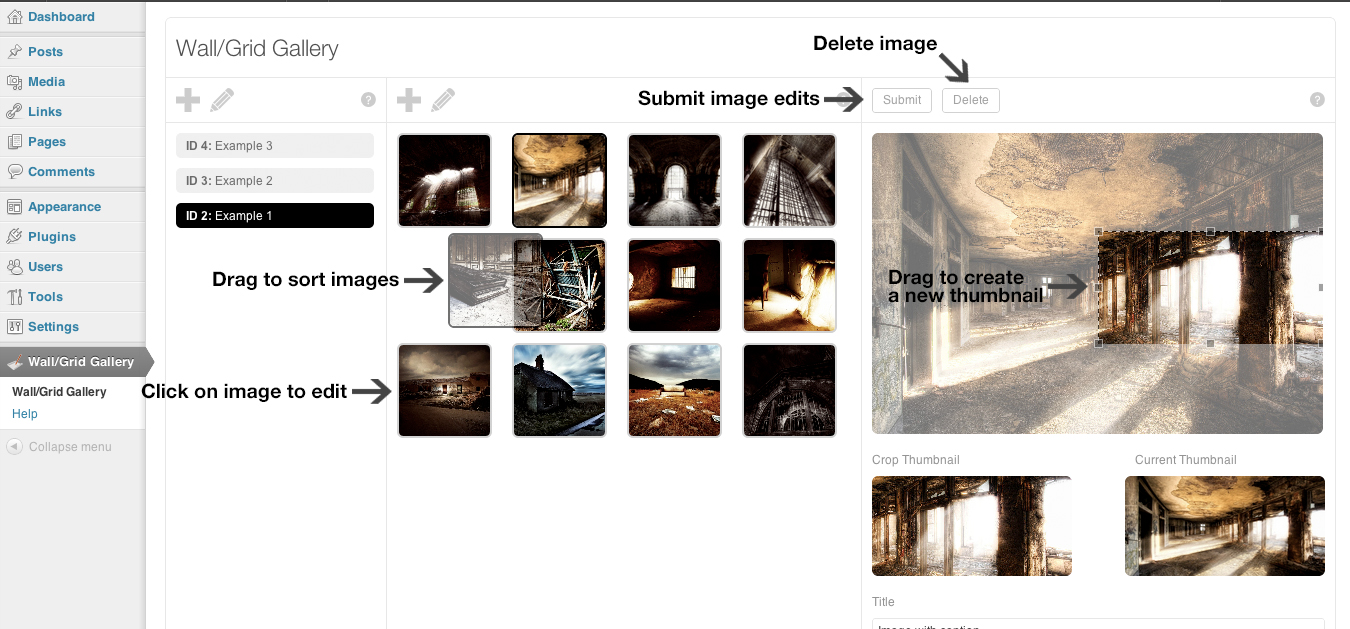 Dashboard
Posts
Media
Links
Pages
Comments
Appearance
Plugins
Users
Tools
Settings
Wall/Grid Gallery
Wall/Grid Gallery
Help
Collapse menu
Wall/Grid Gallery
Delete image
Submit image edits
Submit
Delete
?
?
ID 4: Example 3
ID 3: Example 2
ID 2: Example 1
Drag to sort images
Click on image to edit
Drag to create
a new thumbnail
Crop Thumbnail
Current Thumbnail
Title
Image with caption